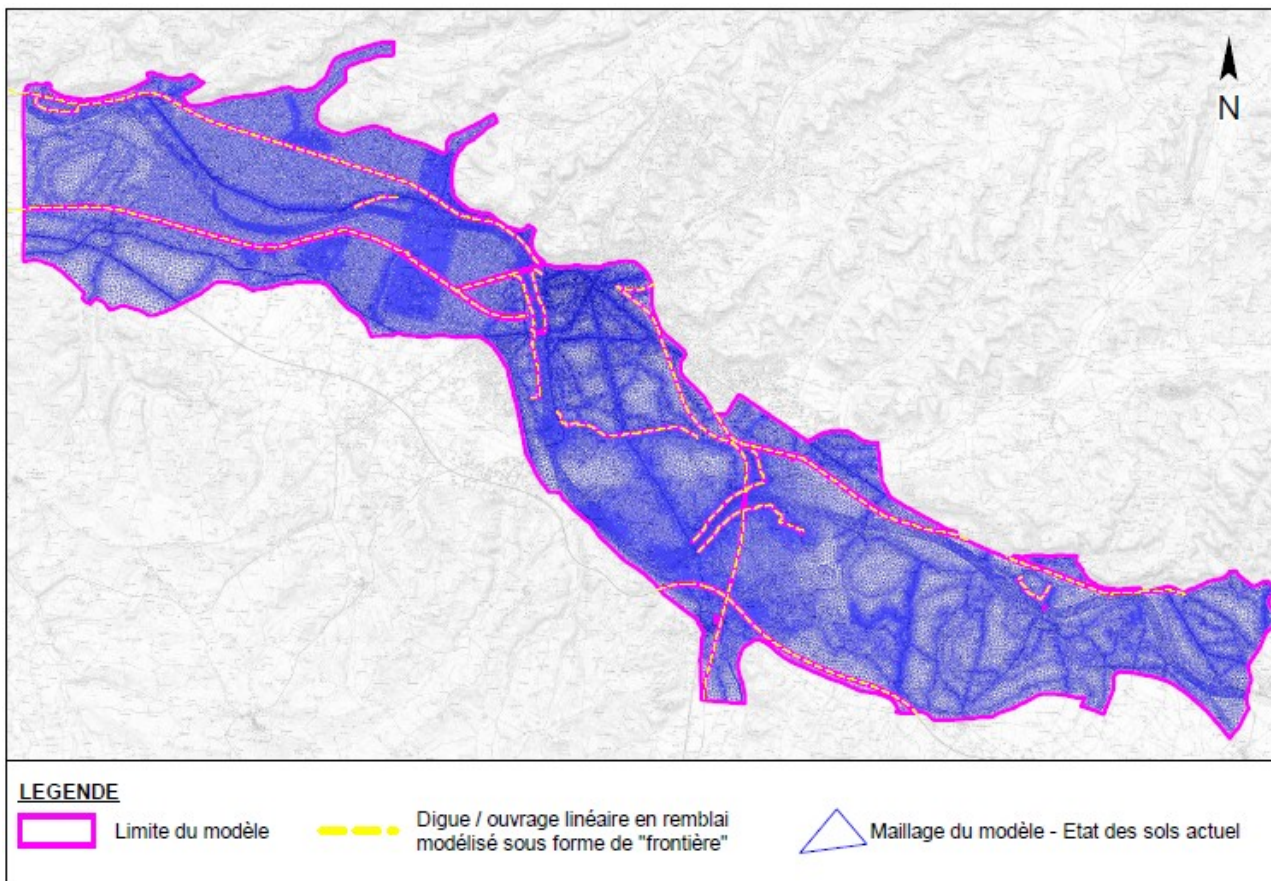 N
LEGENDE
Limite du modèle
Digue / ouvrage linéaire en remblai
modélisé sous forme de "frontière"
Maillage du modèle - Etat des sols actuel